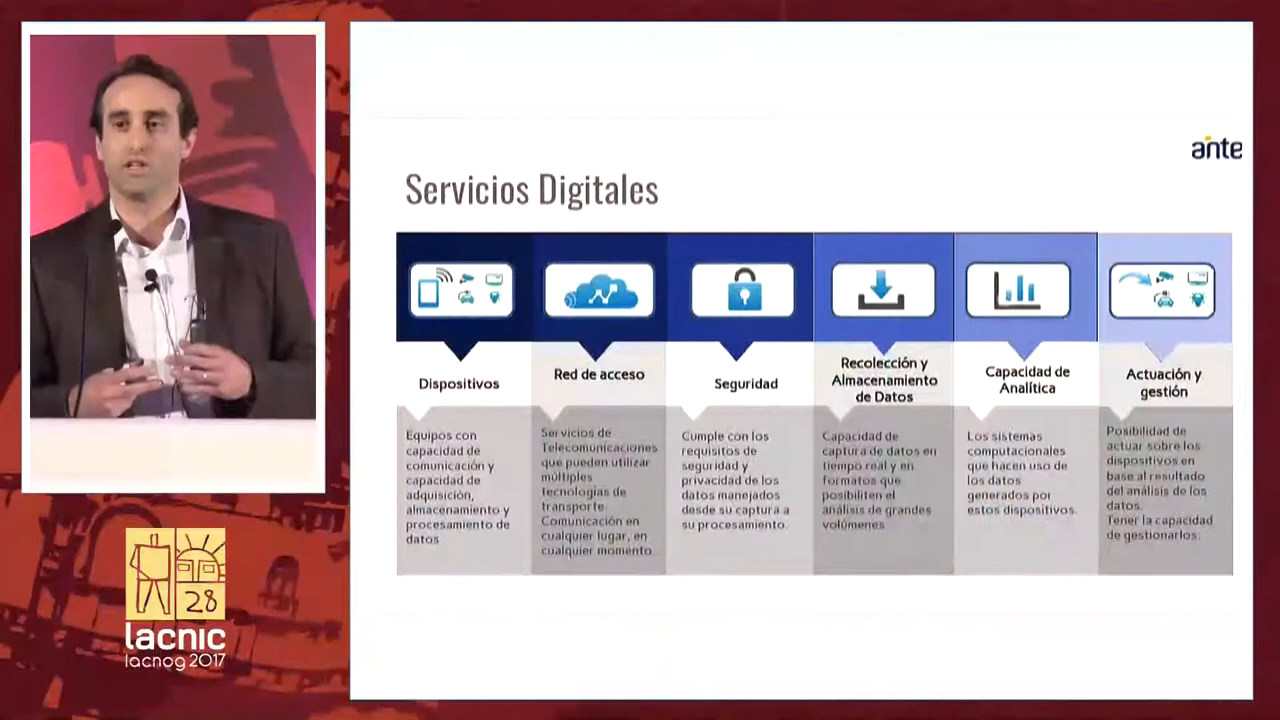 ante
Servicios Digitales
Dispositivos
Equipos con
capacidad de
comunicación y
capacidad de
adquisición,
almacenamiento y
procesamiento de
datos
Red de acceso
Servicios de
Telecomunicaciones
que pueden utilizar
múltiples
tecnologías de
transporte.
Comunicación en
cualquier lugar, en
cualquier momento.
Seguridad
Cumple con los
requisitos de
seguridad y
privacidad de los
datos manejados
desde su captura a
su procesamiento.
Recolección y
Almacenamiento
de Datos
Capacidad de
captura de datos en
tiempo real y en
formatos que
posibiliten el
análisis de grandes
volúmenes
Capacidad de
Analítica
Los sistemas
computacionales
que hacen uso de
los datos
generados por
estos dispositivos.
Actuación y
gestión
Posibilidad de
actuar sobre los
dispositivos en
base al resultado
del análisis de los
datos.
Tener la capacidad
de gestionarlos.
28
lacnic
lacnog 2017